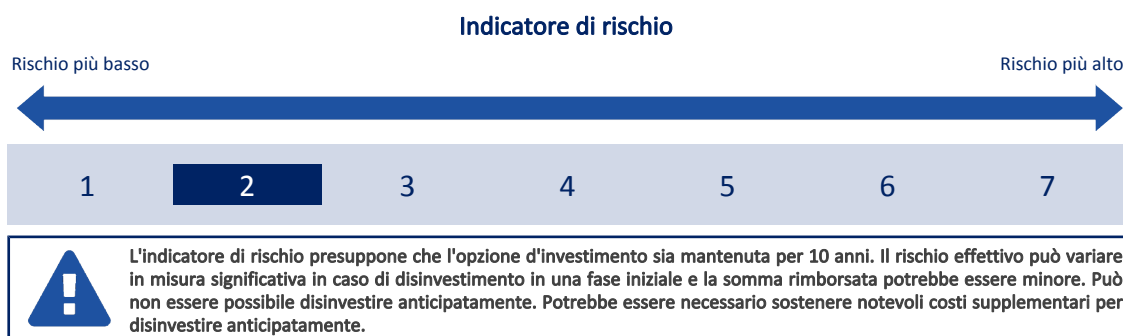 Indicatore di rischio
Rischio più basso
Rischio più alto
1 2 3 4 5 6 7
L'indicatore di rischio presuppone che l'opzione d'investimento sia mantenuta per 10 anni. Il rischio effettivo può variare
in misura significativa in caso di disinvestimento in una fase iniziale e la somma rimborsata potrebbe essere minore. Può
non essere possibile disinvestire anticipatamente. Potrebbe essere necessario sostenere notevoli costi supplementari per
disinvestire anticipatamente.